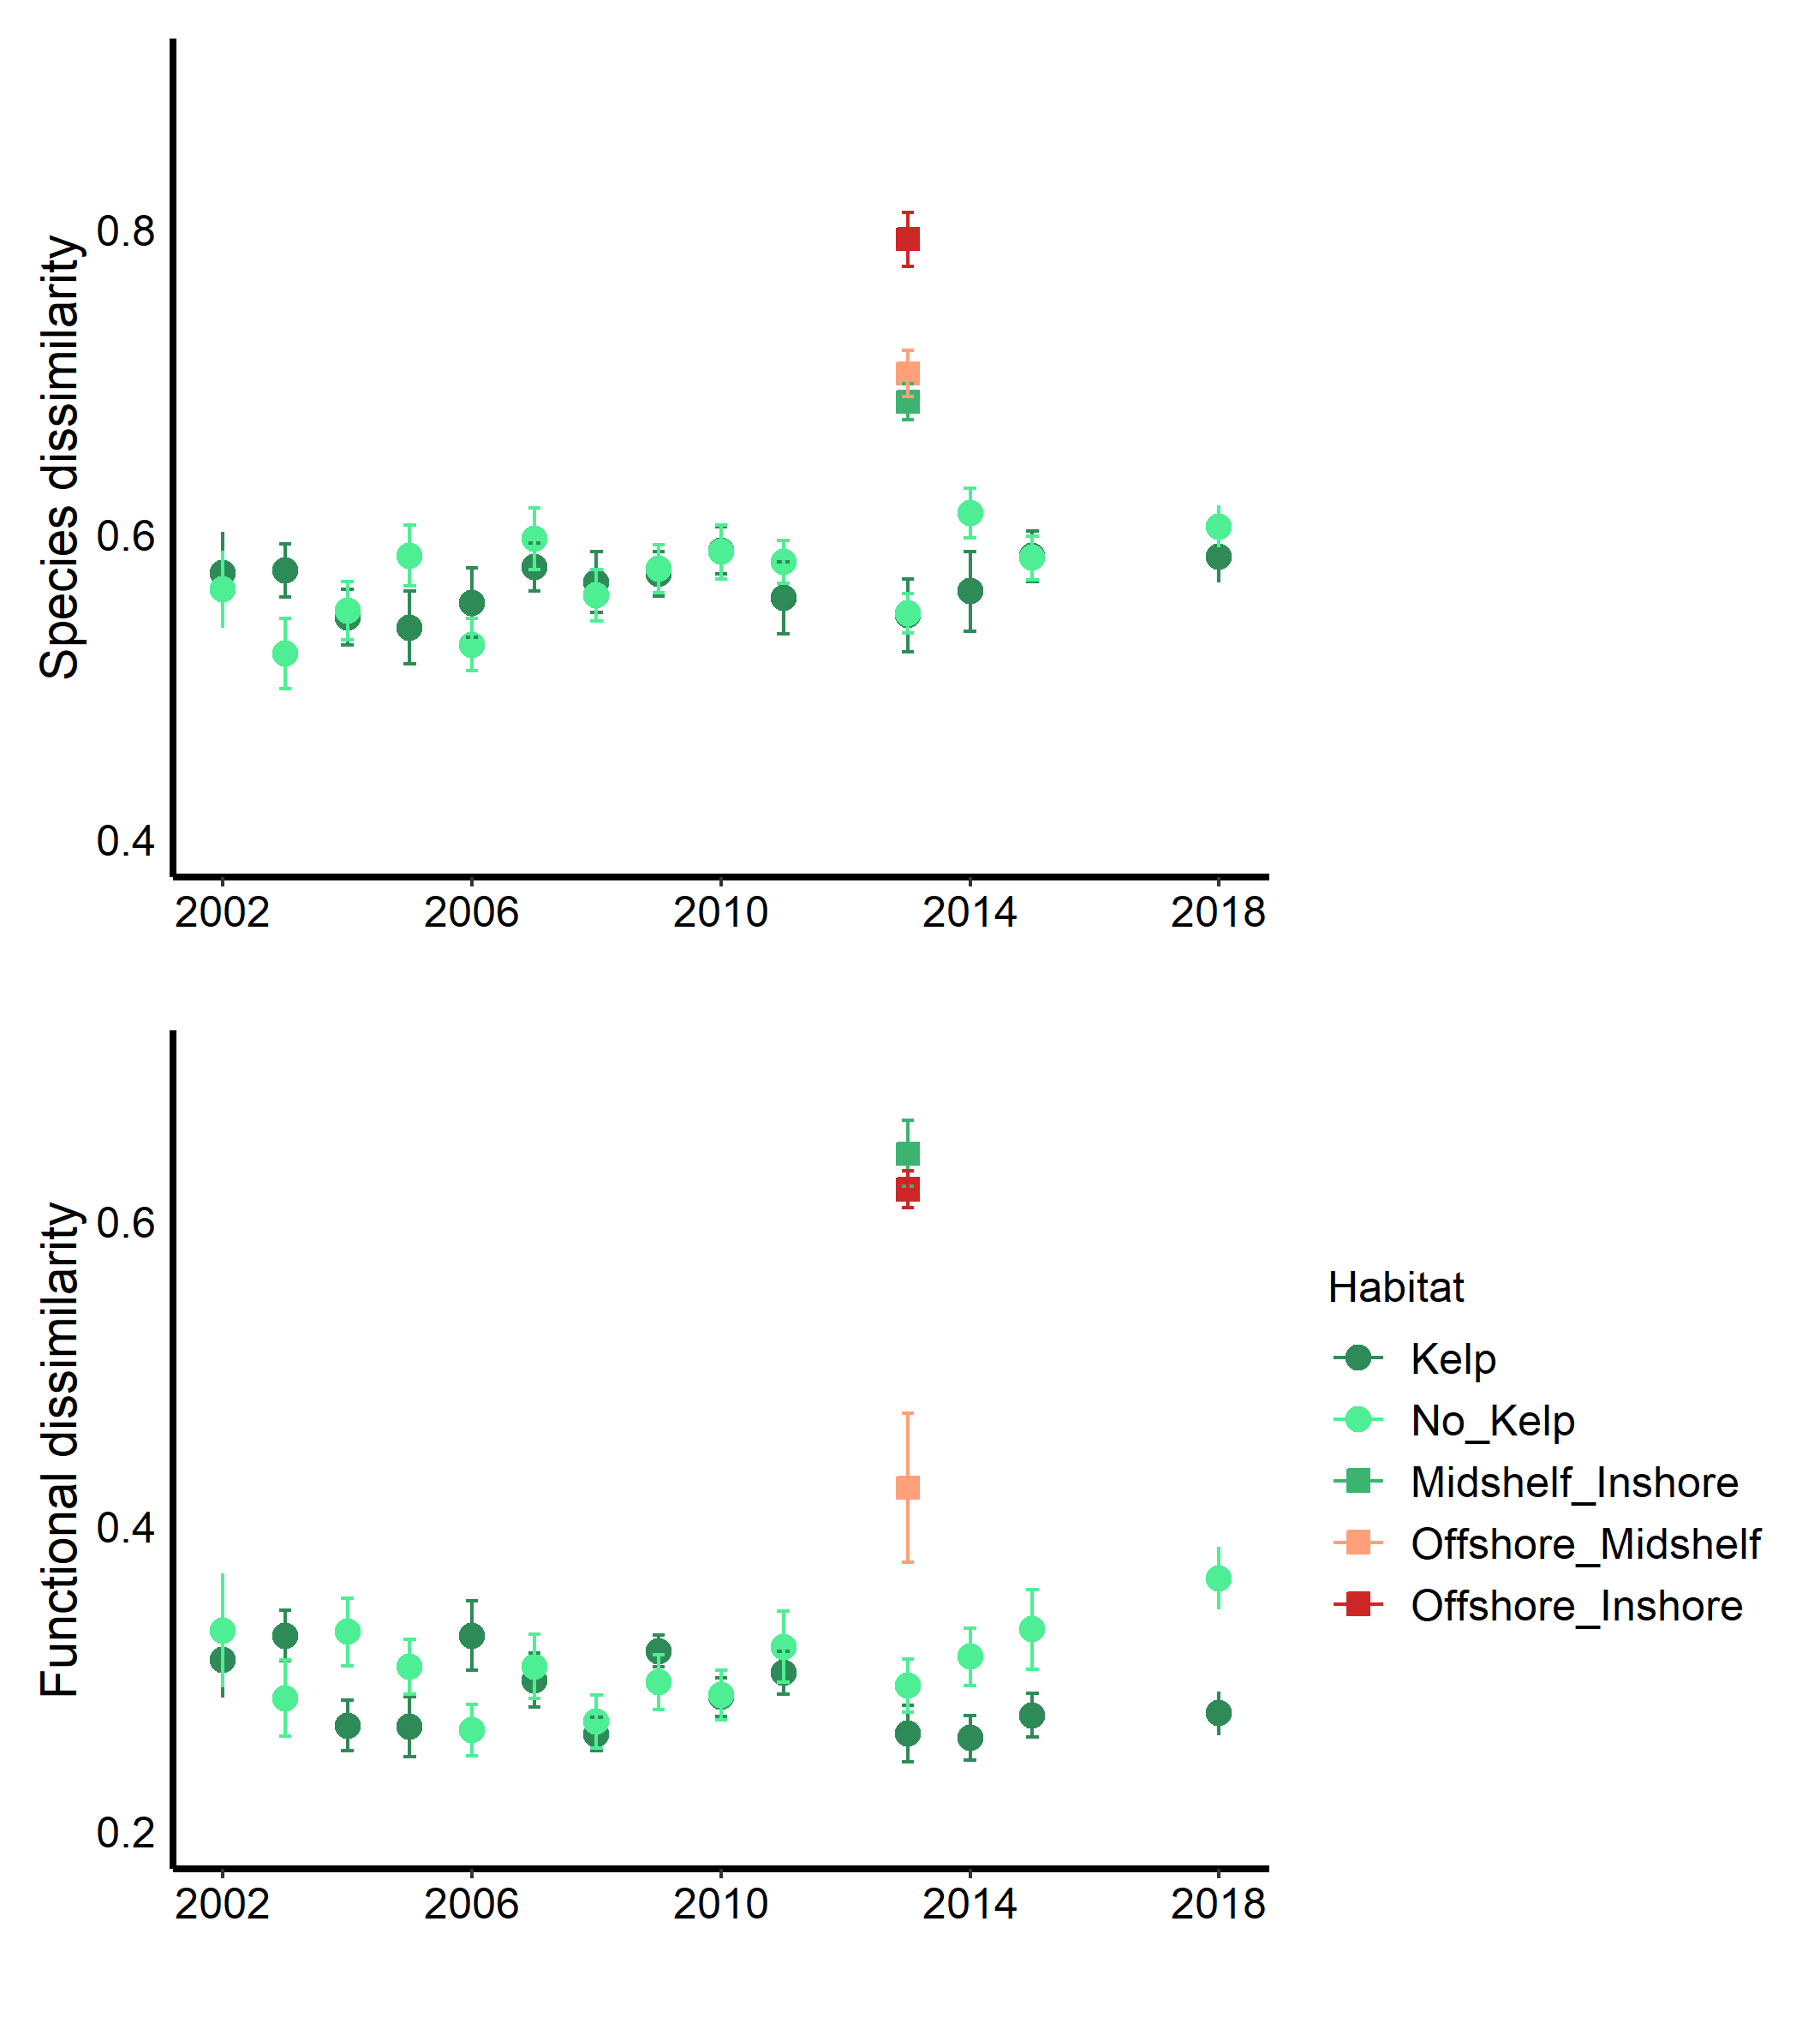 Species dissimilarity
0.8
0.6
0.4
2002 2006 2010 2014 2018
Functional dissimilarity
0.6
0.4
0.2
2002 2006 2010 2014 2018
Habitat
Kelp
No_Kelp
Midshelf_Inshore
Offshore_Midshelf
Offshore_Inshore